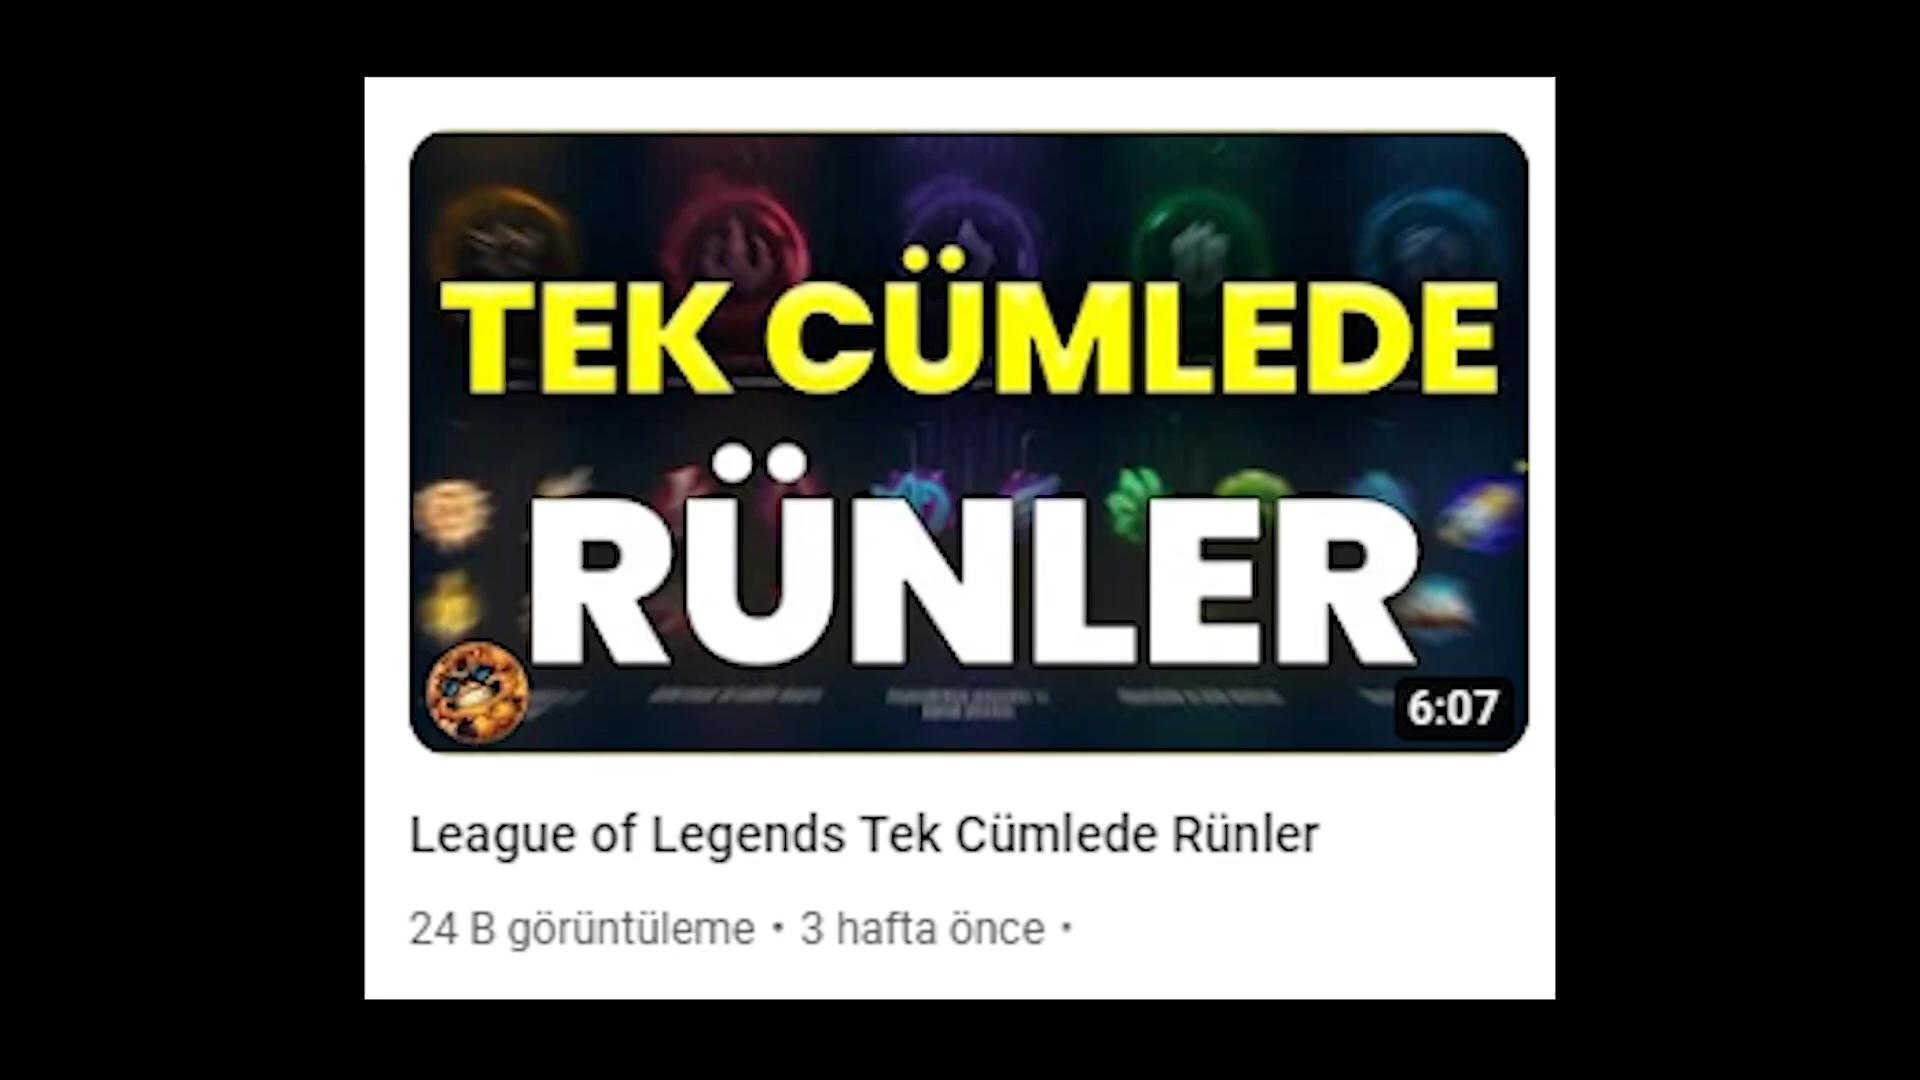 TEK CÜMLEDE
RÜNLER
6:07
League of Legends Tek Cümlede Rünler
24 B görüntüleme • 3 hafta önce •